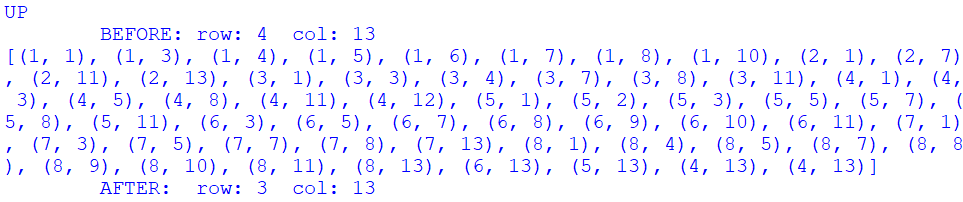 UP
BEFORE: row: 4  col: 13
[(1, 1), (1, 3), (1, 4), (1, 5), (1, 6), (1, 7), (1, 8), (1, 10), (2, 1), (2, 7)
, (2, 11), (2, 13), (3, 1), (3, 3), (3, 4), (3, 7), (3, 8), (3, 11), (4, 1), (4,
 3), (4, 5), (4, 8), (4, 11), (4, 12), (5, 1), (5, 2), (5, 3), (5, 5), (5, 7), (
5, 8), (5, 11), (6, 3), (6, 5), (6, 7), (6, 8), (6, 9), (6, 10), (6, 11), (7, 1)
, (7, 3), (7, 5), (7, 7), (7, 8), (7, 13), (8, 1), (8, 4), (8, 5), (8, 7), (8, 8
), (8, 9), (8, 10), (8, 11), (8, 13), (6, 13), (5, 13), (4, 13), (4, 13)]
AFTER:  row: 3  col: 13